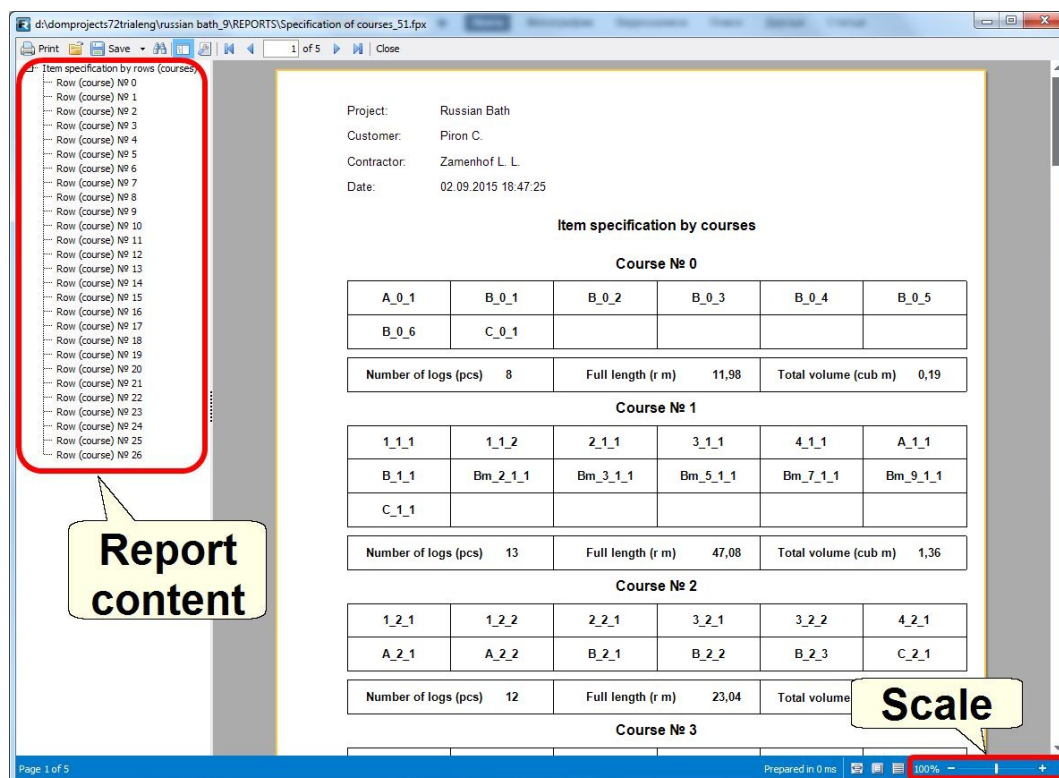 d:\domprojects72trialeng\russian bath_9\REPORTS\Specification of courses_51.fpx
Print Save 1 of 5 Close
Item specification by rows (courses)
Row (course) № 0
Row (course) № 1
Row (course) № 2
Row (course) № 3
Row (course) № 4
Row (course) № 5
Row (course) № 6
Row (course) № 7
Row (course) № 8
Row (course) № 9
Row (course) № 10
Row (course) № 11
Row (course) № 12
Row (course) № 13
Row (course) № 14
Row (course) № 15
Row (course) № 16
Row (course) № 17
Row (course) № 18
Row (course) № 19
Row (course) № 20
Row (course) № 21
Row (course) № 22
Row (course) № 23
Row (course) № 24
Row (course) № 25
Row (course) № 26
Report
content
Project: Russian Bath
Customer: Piron C.
Contractor: Zamenhof L. L.
Date: 02.09.2015 18:47:25
Item specification by courses
Course № 0
A_0_1 B_0_1 B_0_2 B_0_3 B_0_4 B_0_5
B_0_6 C_0_1
Number of logs (pcs) 8 Full length (r m) 11,98 Total volume (cub m) 0,19
Course № 1
1_1_1 1_1_2 2_1_1 3_1_1 4_1_1 A_1_1
B_1_1 Bm_2_1_1 Bm_3_1_1 Bm_5_1_1 Bm_7_1_1 Bm_9_1_1
C_1_1
Number of logs (pcs) 13 Full length (r m) 47,08 Total volume (cub m) 1,36
Course № 2
1_2_1 1_2_2 2_2_1 3_2_1 3_2_2 4_2_1
A_2_1 A_2_2 B_2_1 B_2_2 B_2_3 C_2_1
Number of logs (pcs) 12 Full length (r m) 23,04 Total volume
Scale
Course № 3
Page 1 of 5 Prepared in 0 ms 100%